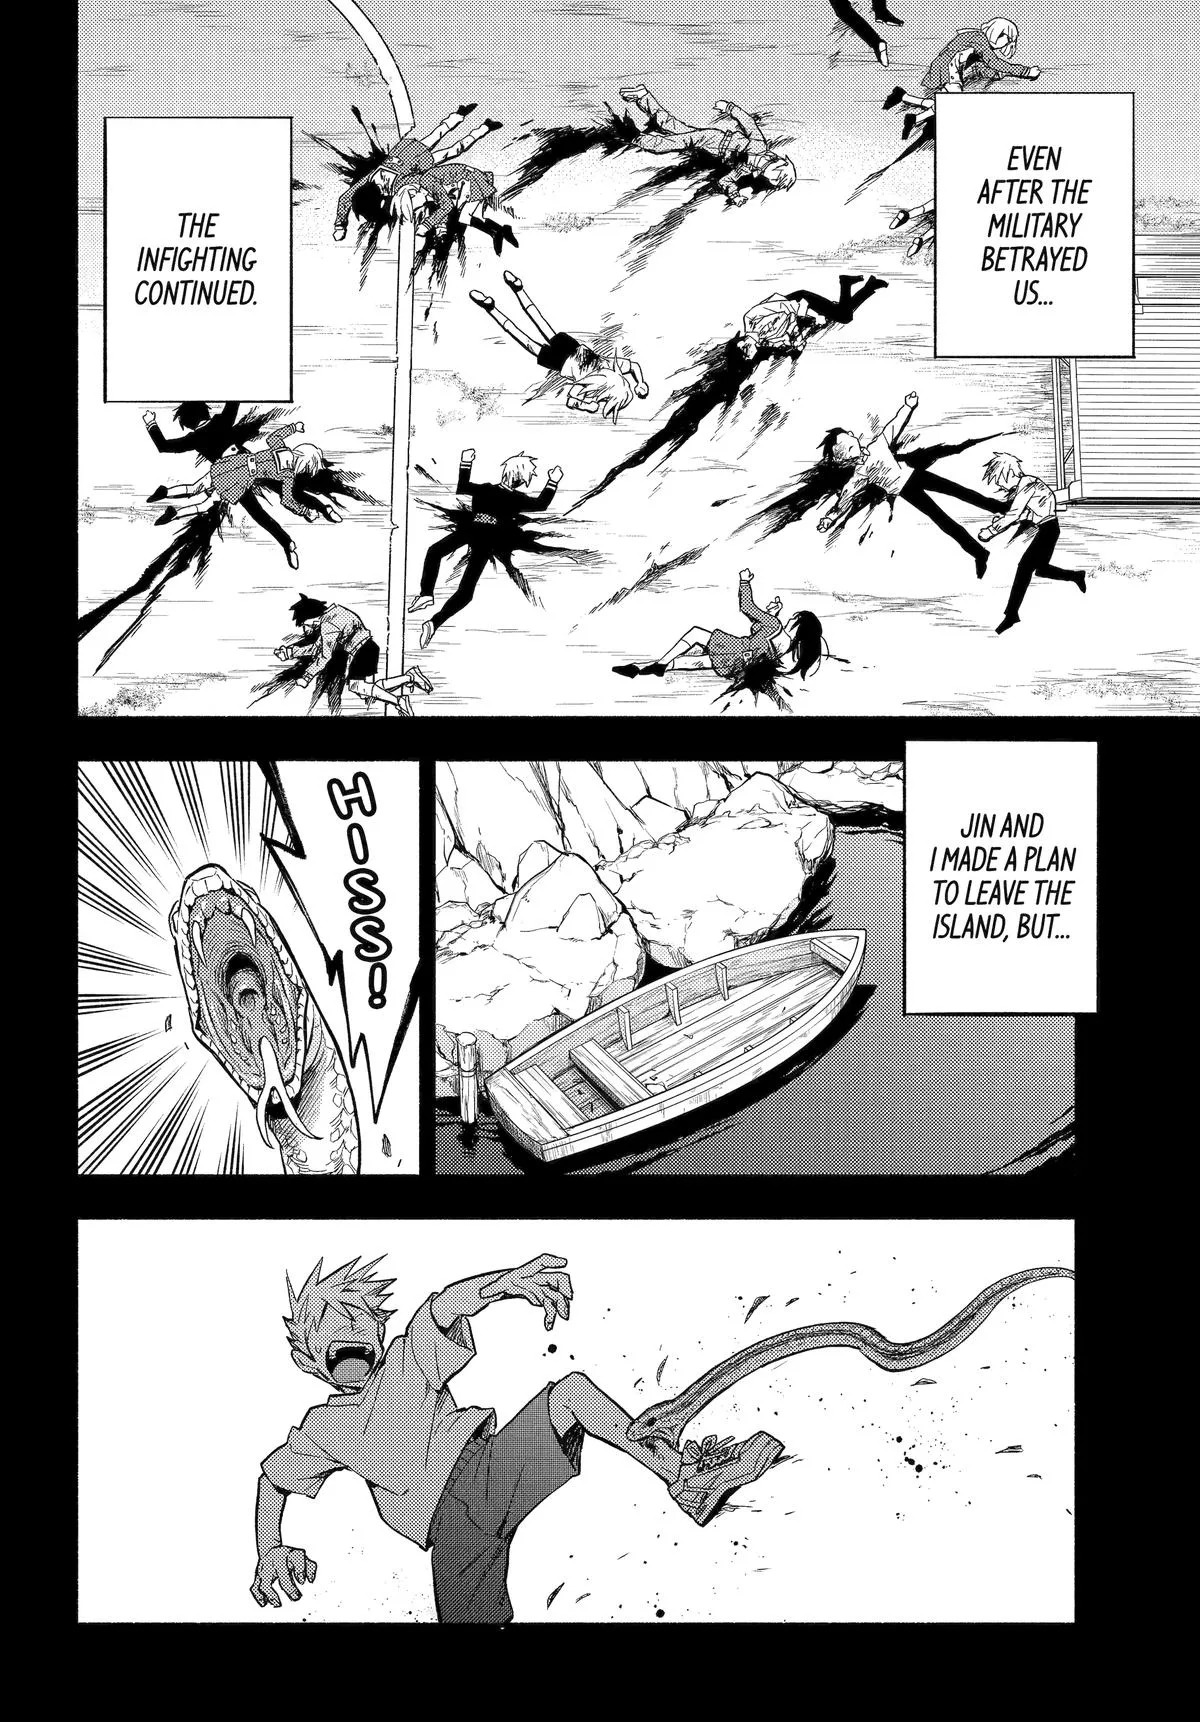 EVEN
AFTER THE
MILITARY
BETRAYED
US...
THE
INFIGHTING
CONTINUED.
JIN AND
I MADE A PLAN
TO LEAVE THE
ISLAND, BUT...
HISS!